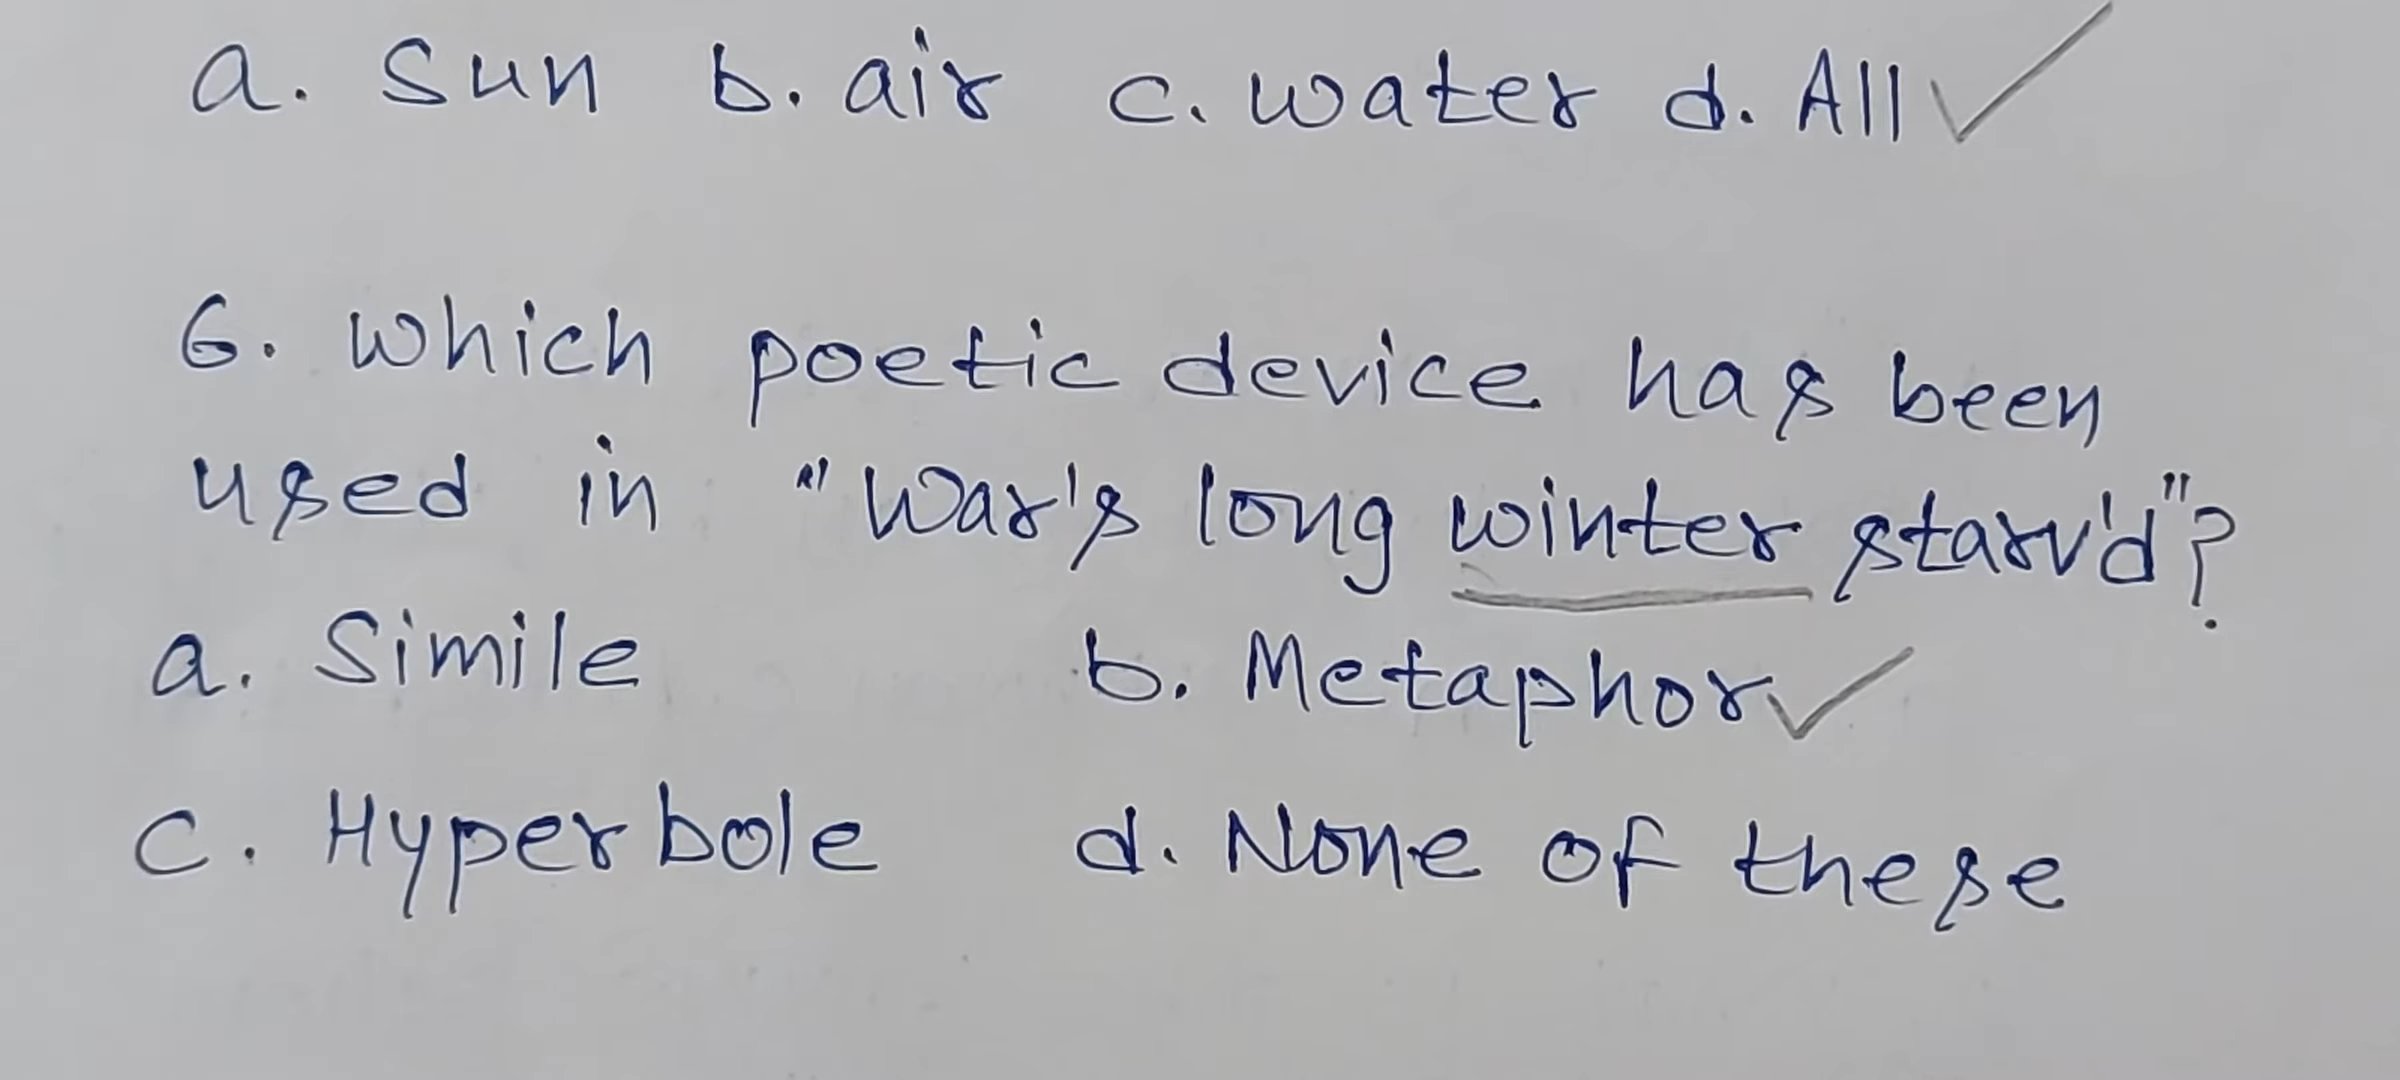 a. Sun b. air c. water d. All ✓
6. Which poetic device has been
used in "War's long winter starv'd"?
a. Simile b. Metaphor ✓
c. Hyperbole d. None of these